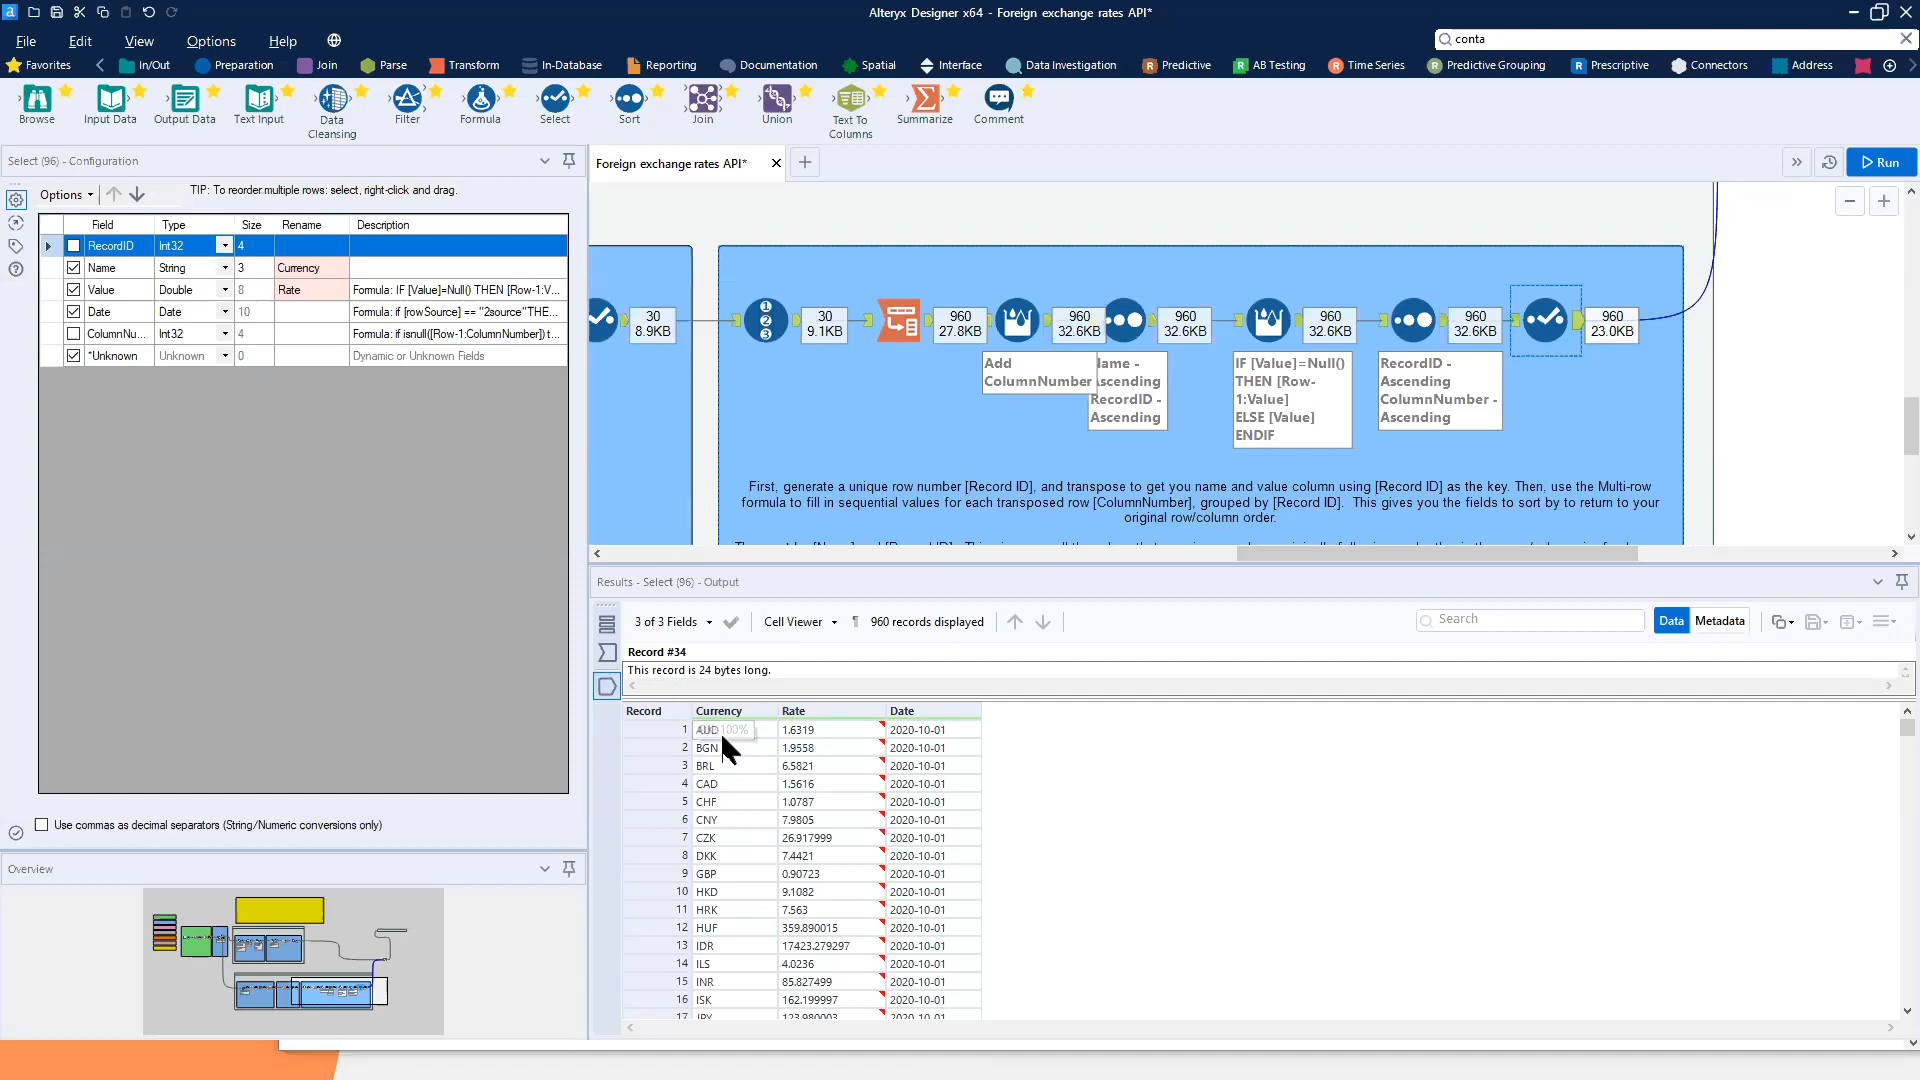 Alteryx Designer x64 - Foreign exchange rates API*
File Edit View Options Help
conta
Favorites In/Out Preparation Join Parse Transform In-Database Reporting Documentation Spatial Interface Data Investigation Predictive AB Testing Time Series Predictive Grouping Prescriptive Connectors Address
Browse Input Data Output Data Text Input Data Cleansing Filter Formula Select Sort Join Union Text To Columns Summarize Comment
Select (96) - Configuration
Options TIP: To reorder multiple rows: select, right-click and drag.
Field Type Size Rename Description
RecordID Int32 4
Name String 3 Currency
Value Double 8 Rate Formula: IF [Value]=Null() THEN [Row-1:V...
Date Date 10 Formula: if [rowSource] == "2source"THE...
ColumnNu... Int32 4 Formula: if isnull([Row-1:ColumnNumber]) t...
*Unknown Unknown 0 Dynamic or Unknown Fields
Use commas as decimal separators (String/Numeric conversions only)
Overview
Foreign exchange rates API*
Run
30
8.9KB
1
2
3
30
9.1KB
960
27.8KB
960
32.6KB
960
32.6KB
960
32.6KB
960
32.6KB
960
23.0KB
Add
ColumnNumber
Ascending
RecordID -
Ascending
IF [Value]=Null()
THEN [Row-
1:Value]
ELSE [Value]
ENDIF
RecordID -
Ascending
ColumnNumber -
Ascending
First, generate a unique row number [Record ID], and transpose to get you name and value column using [Record ID] as the key. Then, use the Multi-row
formula to fill in sequential values for each transposed row [ColumnNumber], grouped by [Record ID]. This gives you the fields to sort by to return to your
original row/column order.
Results - Select (96) - Output
3 of 3 Fields Cell Viewer 960 records displayed Search Data Metadata
Record #34
This record is 24 bytes long.
Record Currency Rate Date
1 AUD 1.6319 2020-10-01
100%
2 BGN 1.9558 2020-10-01
3 BRL 6.5821 2020-10-01
4 CAD 1.5616 2020-10-01
5 CHF 1.0787 2020-10-01
6 CNY 7.9805 2020-10-01
7 CZK 26.917999 2020-10-01
8 DKK 7.4421 2020-10-01
9 GBP 0.90723 2020-10-01
10 HKD 9.1082 2020-10-01
11 HRK 7.563 2020-10-01
12 HUF 359.890015 2020-10-01
13 IDR 17423.279297 2020-10-01
14 ILS 4.0236 2020-10-01
15 INR 85.827499 2020-10-01
16 ISK 162.199997 2020-10-01
17 JPY 123.980003 2020-10-01